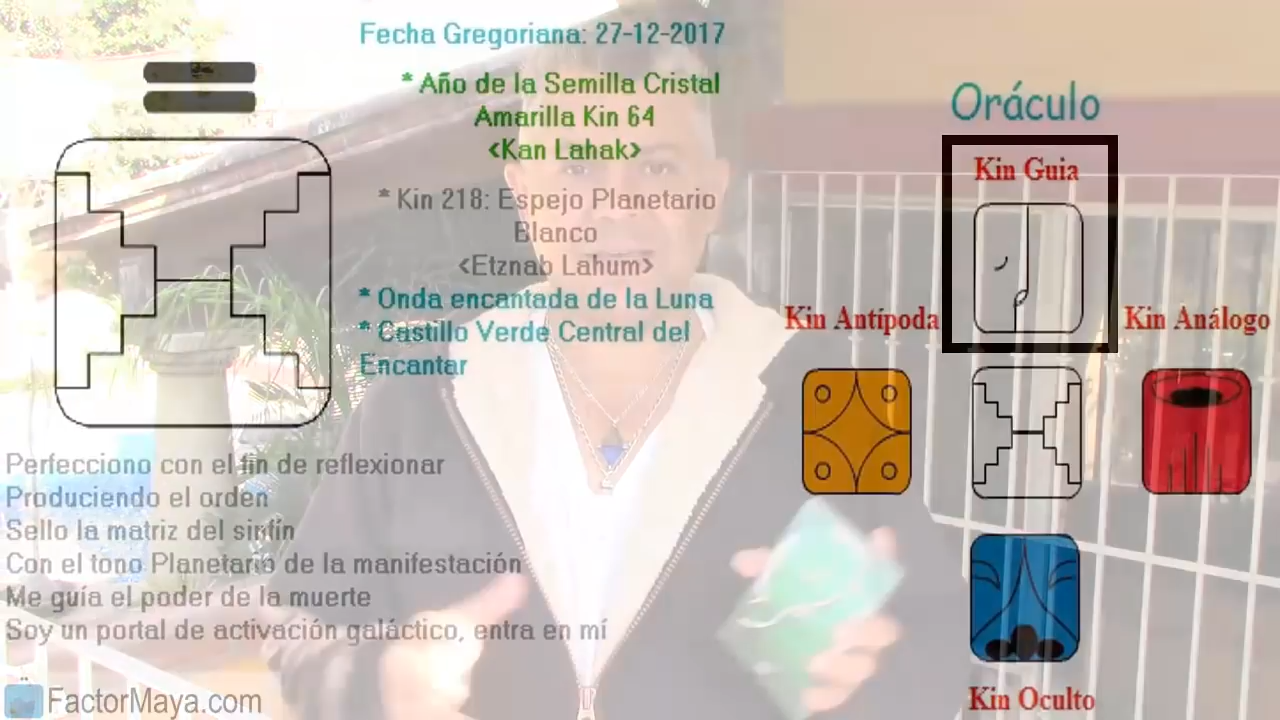 Fecha Gregoriana: 27-12-2017
* Año de la Semilla Cristal
Amarilla Kin 64
<Kan Lahak>
* Kin 218: Espejo Planetario
Blanco
<Etznab Lahum>
* Onda encantada de la Luna
* Castillo Verde Central del
Encantar
Perfecciono con el fin de reflexionar
Produciendo el orden
Sello la matriz del sinfín
Con el tono Planetario de la manifestación
Me guía el poder de la muerte
Soy un portal de activación galáctico, entra en mí
FactorMaya.com
Oráculo
Kin Guia
Kin Antípoda
Kin Análogo
Kin Oculto